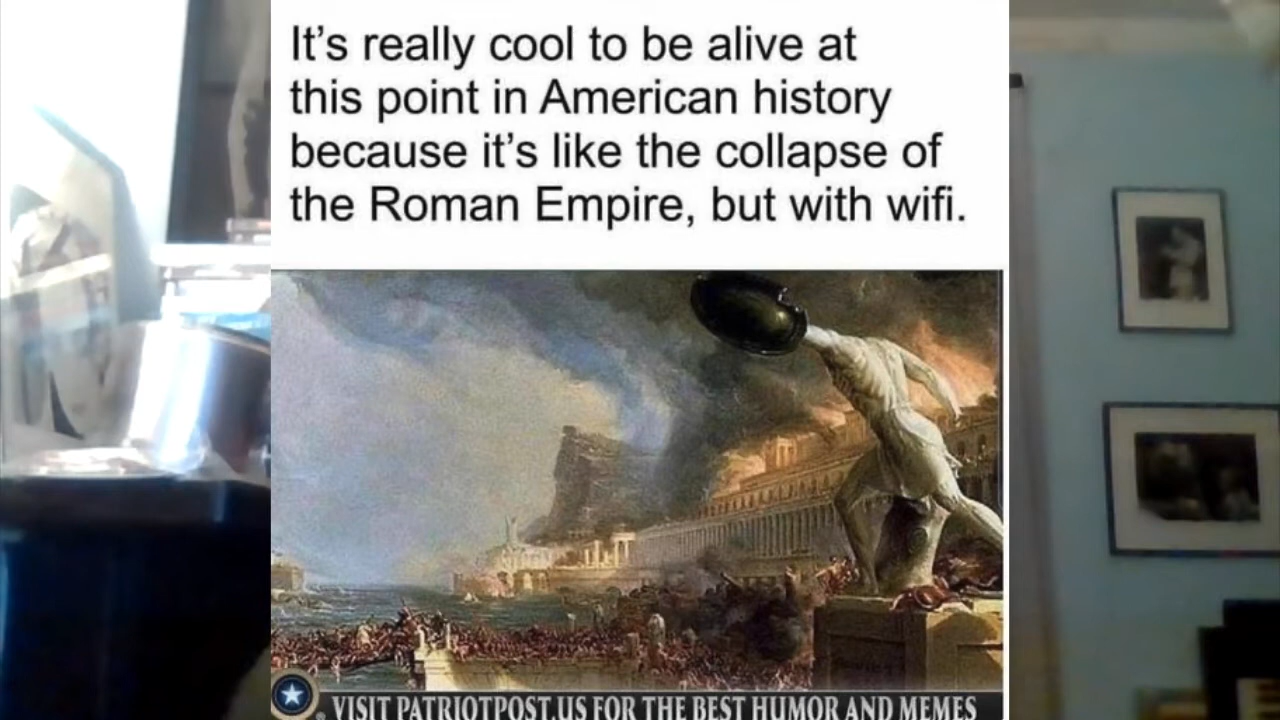 It’s really cool to be alive at
this point in American history
because it’s like the collapse of
the Roman Empire, but with wifi.
VISIT PATRIOTPOST.US FOR THE BEST HUMOR AND MEMES